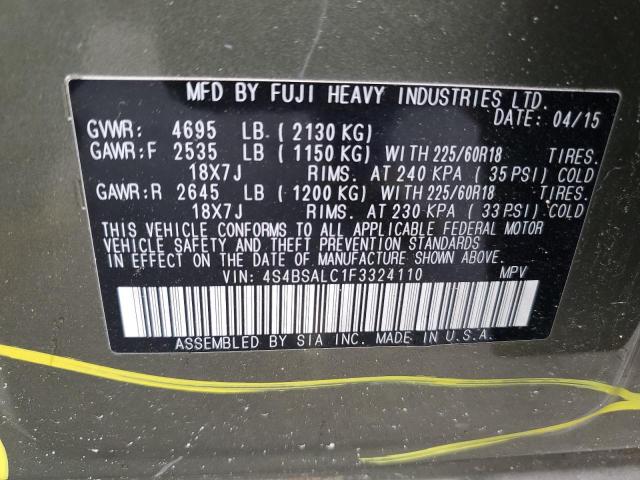 MFD BY FUJI HEAVY INDUSTRIES LTD.
DATE: 04/15
GVWR: 4695 LB. ( 2130 KG)
GAWR:F 2535 LB ( 1150 KG) WITH 225/60R18 TIRES.
18X7J RIMS. AT 240 KPA ( 35 PSI) COLD
GAWR:R 2645 LB ( 1200 KG) WITH 225/60R18 TIRES.
18X7J RIMS. AT 230 KPA ( 33 PSI) COLD
THIS VEHICLE CONFORMS TO ALL APPLICABLE FEDERAL MOTOR
VEHICLE SAFETY AND THEFT PREVENTION STANDARDS
IN EFFECT ON THE DATE OF MANUFACTURE SHOWN ABOVE.
VIN: 4S4BSALC1F3324110 MPV
ASSEMBLED BY SIA INC. MADE IN U.S.A.